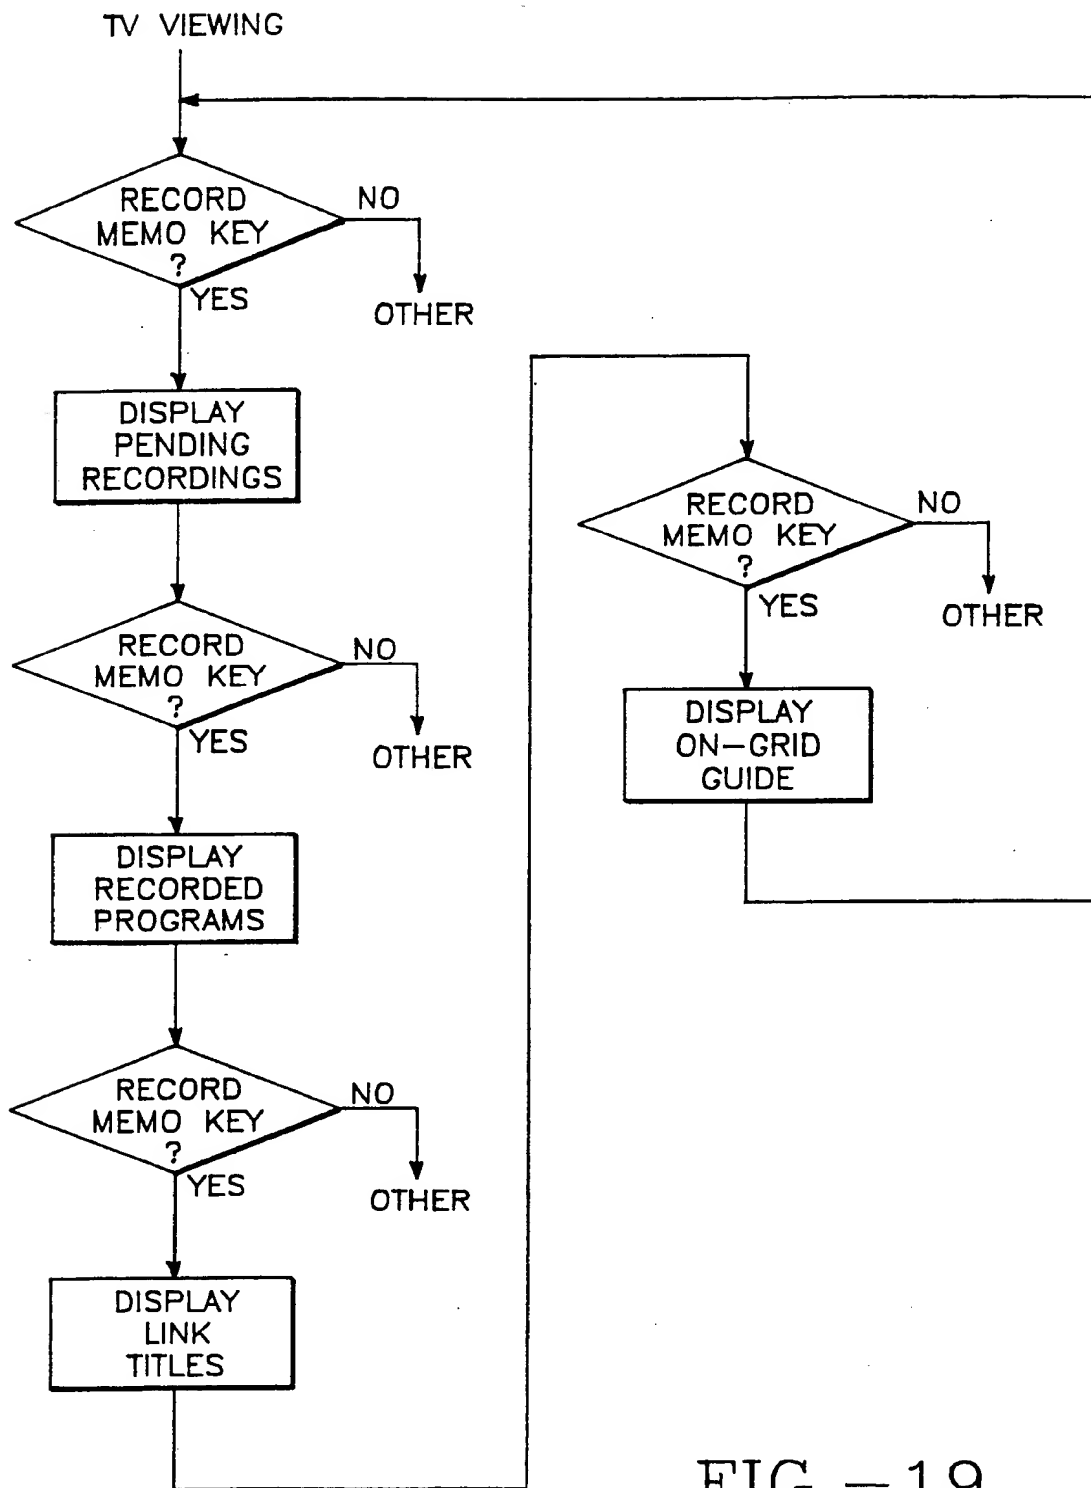 TV VIEWING
RECORD
MEMO KEY
?
NO
YES
OTHER
DISPLAY
PENDING
RECORDINGS
RECORD
MEMO KEY
?
NO
YES
OTHER
DISPLAY
RECORDED
PROGRAMS
RECORD
MEMO KEY
?
NO
YES
OTHER
DISPLAY
LINK
TITLES
RECORD
MEMO KEY
?
NO
YES
OTHER
DISPLAY
ON-GRID
GUIDE
FIG - 19